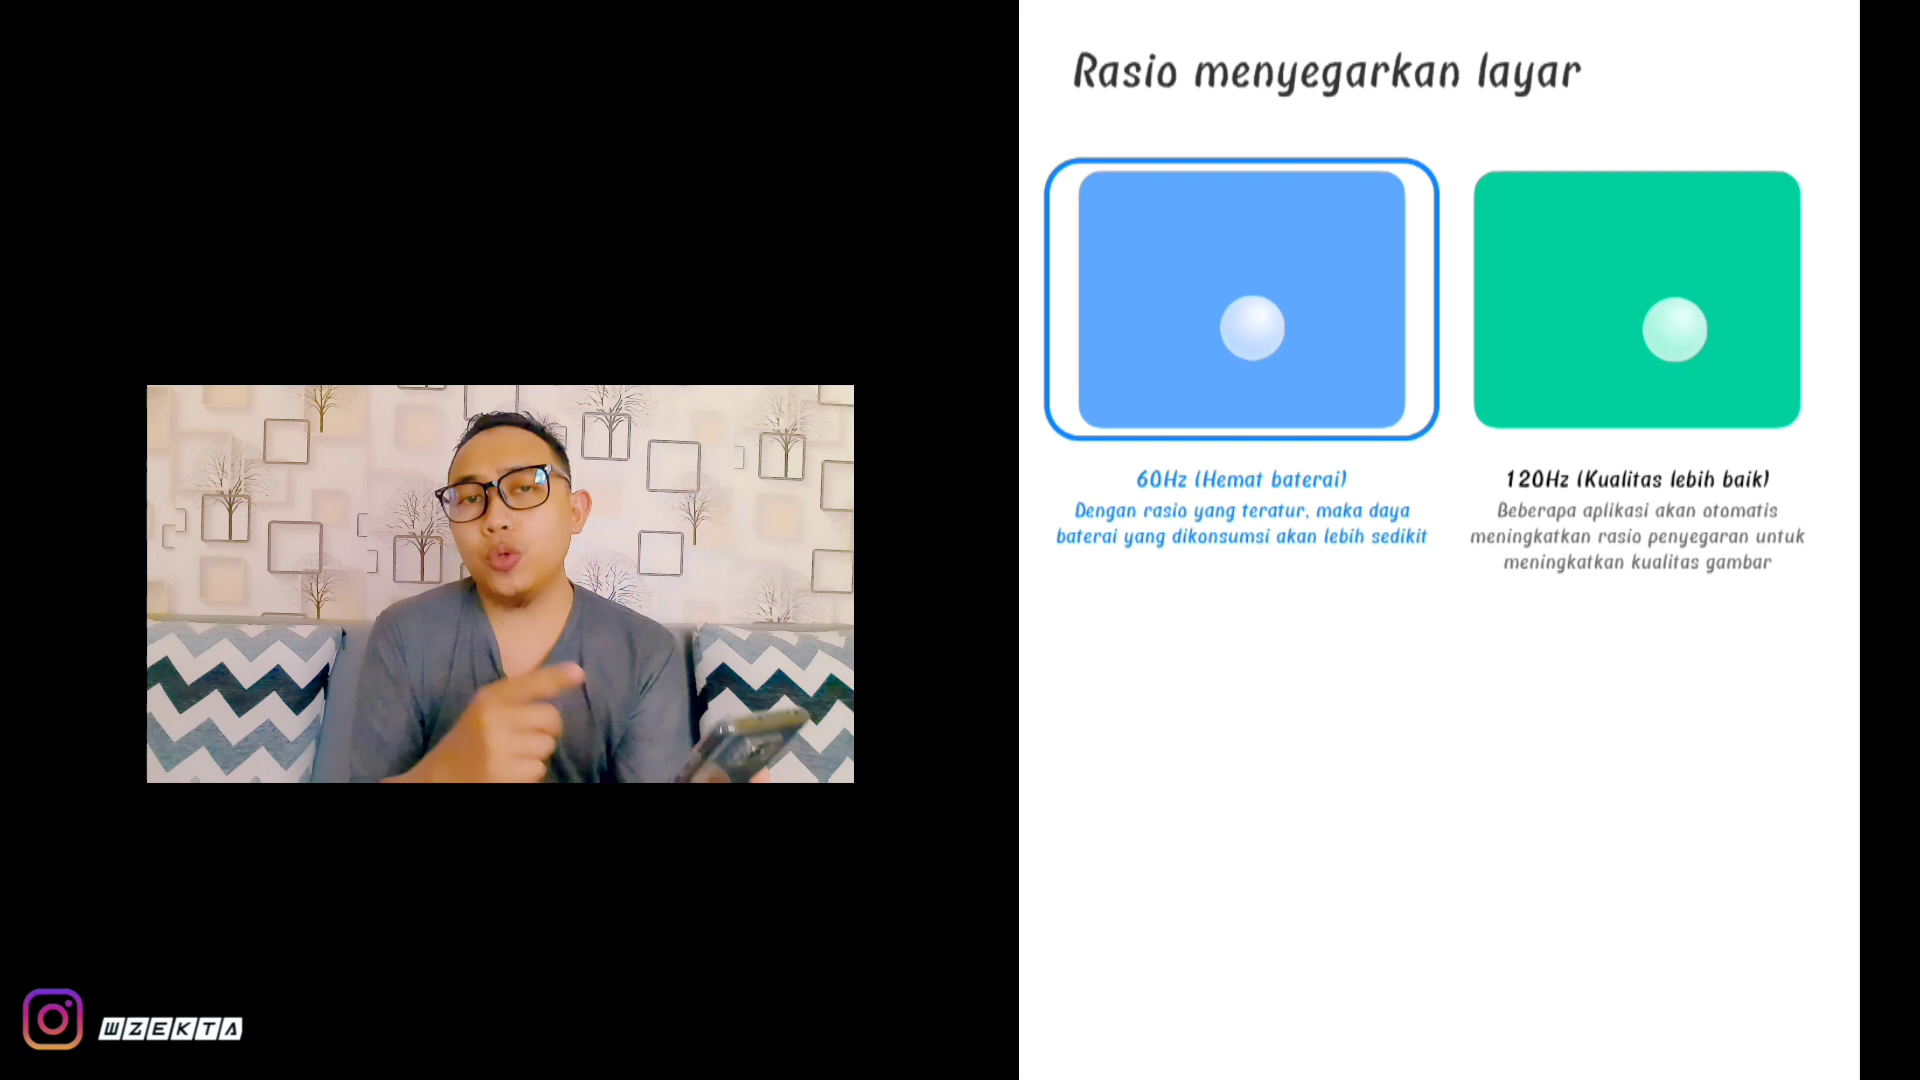 Rasio menyegarkan layar
60Hz (Hemat baterai)
Dengan rasio yang teratur, maka daya
baterai yang dikonsumsi akan lebih sedikit
120Hz (Kualitas lebih baik)
Beberapa aplikasi akan otomatis
meningkatkan rasio penyegaran untuk
meningkatkan kualitas gambar
WZEKTA